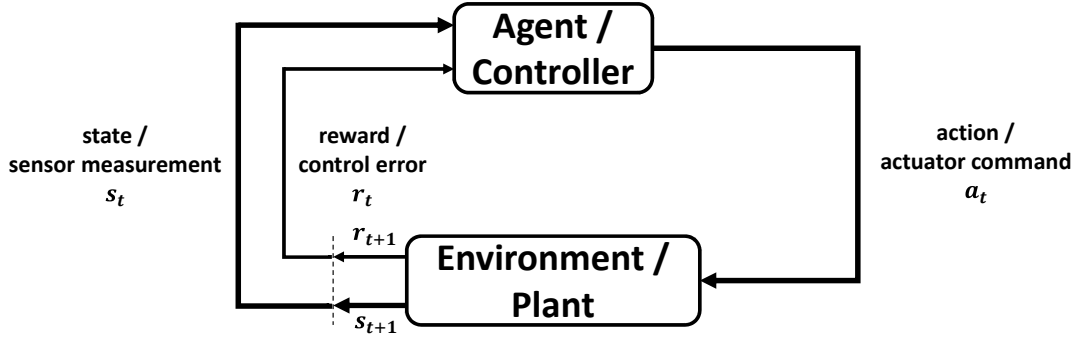 Agent /
Controller
state /
sensor measurement
s_t
reward /
control error
r_t
action /
actuator command
a_t
r_{t+1}
Environment /
Plant
s_{t+1}